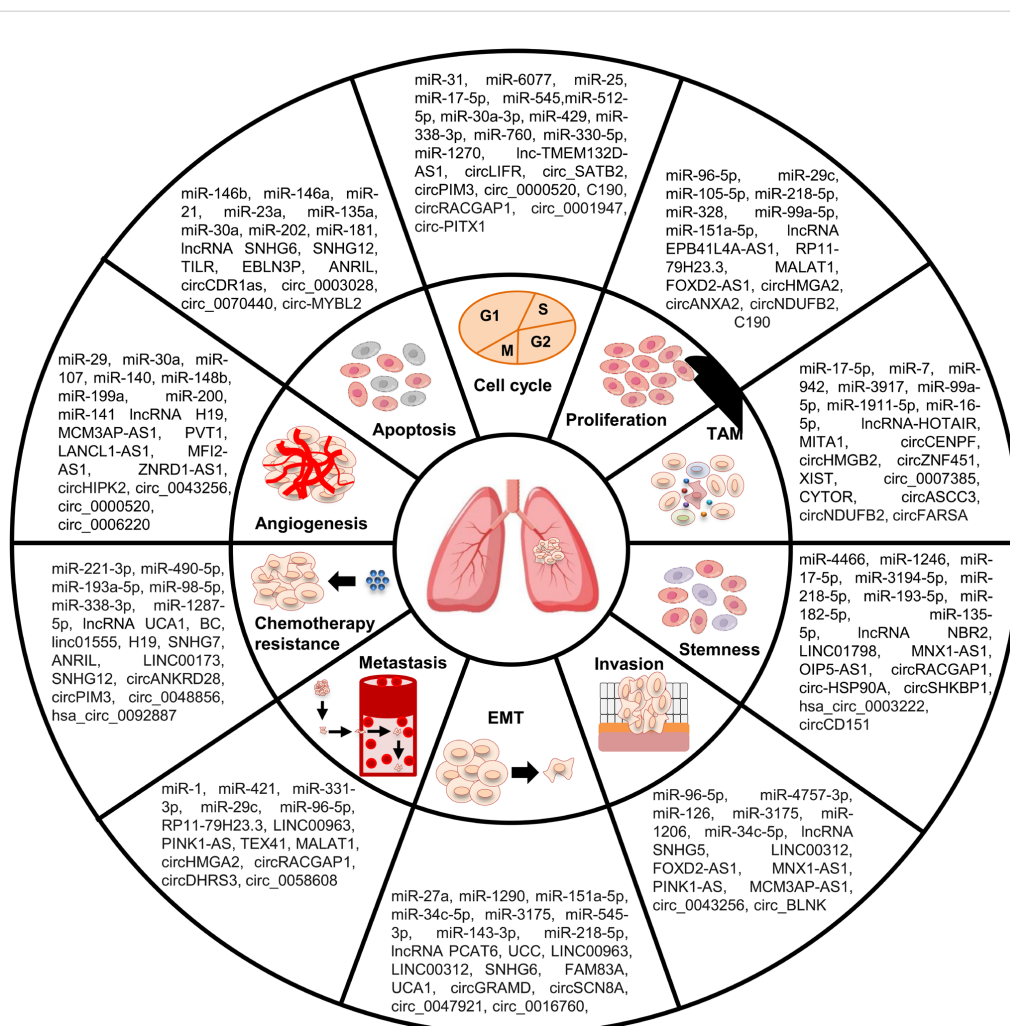 miR-31, miR-6077, miR-25,
miR-17-5p, miR-545,miR-512-
5p, miR-30a-3p, miR-429, miR-
338-3p, miR-760, miR-330-5p,
miR-1270, lnc-TMEM132D-
AS1, circLIFR, circ_SATB2,
circPIM3, circ_0000520, C190,
circRACGAP1, circ_0001947,
circ-PITX1
miR-96-5p, miR-29c,
miR-105-5p, miR-218-5p,
miR-328, miR-99a-5p,
miR-151a-5p, lncRNA
EPB41L4A-AS1, RP11-
79H23.3, MALAT1,
FOXD2-AS1, circHMGA2,
circANXA2, circNDUFB2,
C190
miR-17-5p, miR-7, miR-
942, miR-3917, miR-99a-
5p, miR-1911-5p, miR-16-
5p, lncRNA-HOTAIR,
MITA1, circCENPF,
circHMGB2, circZNF451,
XIST, circ_0007385,
CYTOR, circASCC3,
circNDUFB2, circFARSA
miR-4466, miR-1246, miR-
17-5p, miR-3194-5p, miR-
218-5p, miR-193-5p, miR-
182-5p, miR-135-
5p, lncRNA NBR2,
LINC01798, MNX1-AS1,
OIP5-AS1, circRACGAP1,
circ-HSP90A, circSHKBP1,
hsa_circ_0003222,
circCD151
miR-96-5p, miR-4757-3p,
miR-126, miR-3175, miR-
1206, miR-34c-5p, lncRNA
SNHG5, LINC00312,
FOXD2-AS1, MNX1-AS1,
PINK1-AS, MCM3AP-AS1,
circ_0043256, circ_BLNK
miR-27a, miR-1290, miR-151a-5p,
miR-34c-5p, miR-3175, miR-545-
3p, miR-143-3p, miR-218-5p,
lncRNA PCAT6, UCC, LINC00963,
LINC00312, SNHG6, FAM83A,
UCA1, circGRAMD, circSCN8A,
circ_0047921, circ_0016760,
miR-1, miR-421, miR-331-
3p, miR-29c, miR-96-5p,
RP11-79H23.3, LINC00963,
PINK1-AS, TEX41, MALAT1,
circHMGA2, circRACGAP1,
circDHRS3, circ_0058608
miR-221-3p, miR-490-5p,
miR-193a-5p, miR-98-5p,
miR-338-3p, miR-1287-
5p, lncRNA UCA1, BC,
linc01555, H19, SNHG7,
ANRIL, LINC00173,
SNHG12, circANKRD28,
circPIM3, circ_0048856,
hsa_circ_0092887
miR-29, miR-30a, miR-
107, miR-140, miR-148b,
miR-199a, miR-200,
miR-141 lncRNA H19,
MCM3AP-AS1, PVT1,
LANCL1-AS1, MFI2-
AS1, ZNRD1-AS1,
circHIPK2, circ_0043256,
circ_0000520,
circ_0006220
miR-146b, miR-146a, miR-
21, miR-23a, miR-135a,
miR-30a, miR-202, miR-181,
lncRNA SNHG6, SNHG12,
TILR, EBLN3P, ANRIL,
circCDR1as, circ_0003028,
circ_0070440, circ-MYBL2
G1
S
G2
M
Cell cycle
Proliferation
TAM
Stemness
Invasion
EMT
Metastasis
Chemotherapy
resistance
Angiogenesis
Apoptosis